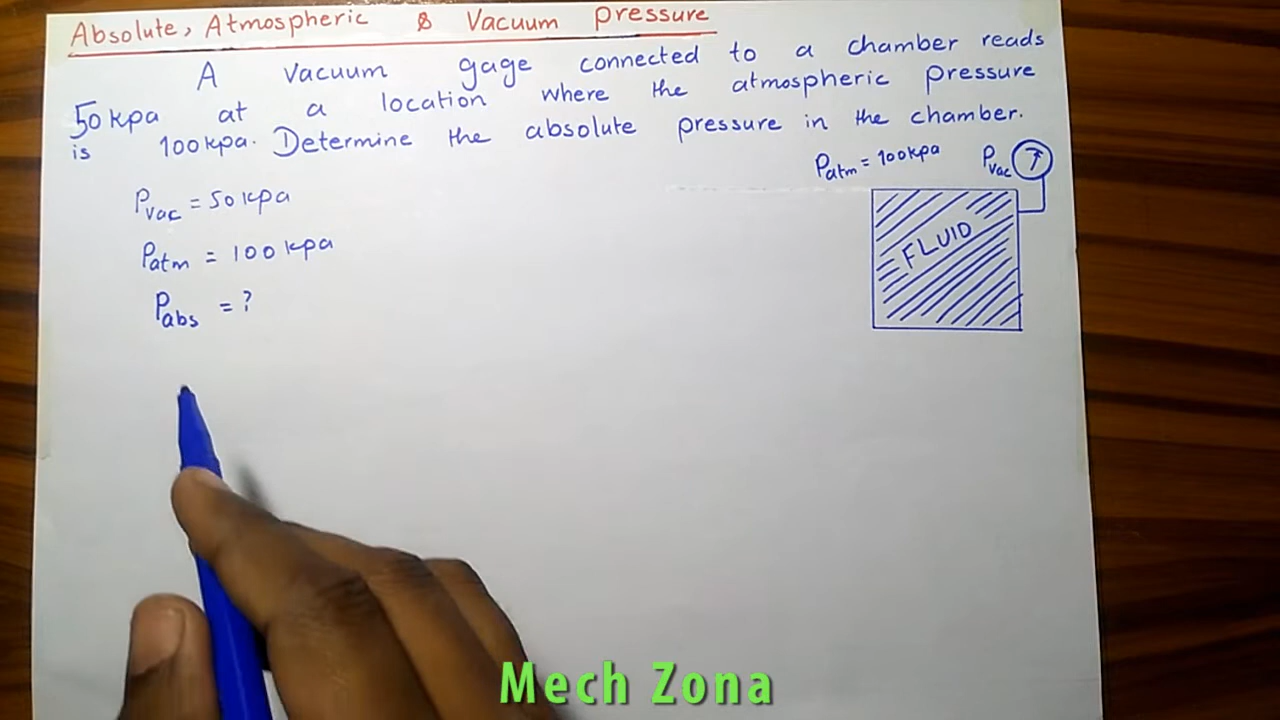 Absolute, Atmospheric & Vacuum pressure
A vacuum gage connected to a chamber reads
50 kpa at a location where the atmospheric pressure
is 100 kpa. Determine the absolute pressure in the chamber.
Patm = 100 kpa Pvac
Pvac = 50 kpa
FLUID
Patm = 100 kpa
Pabs = ?
Mech Zona